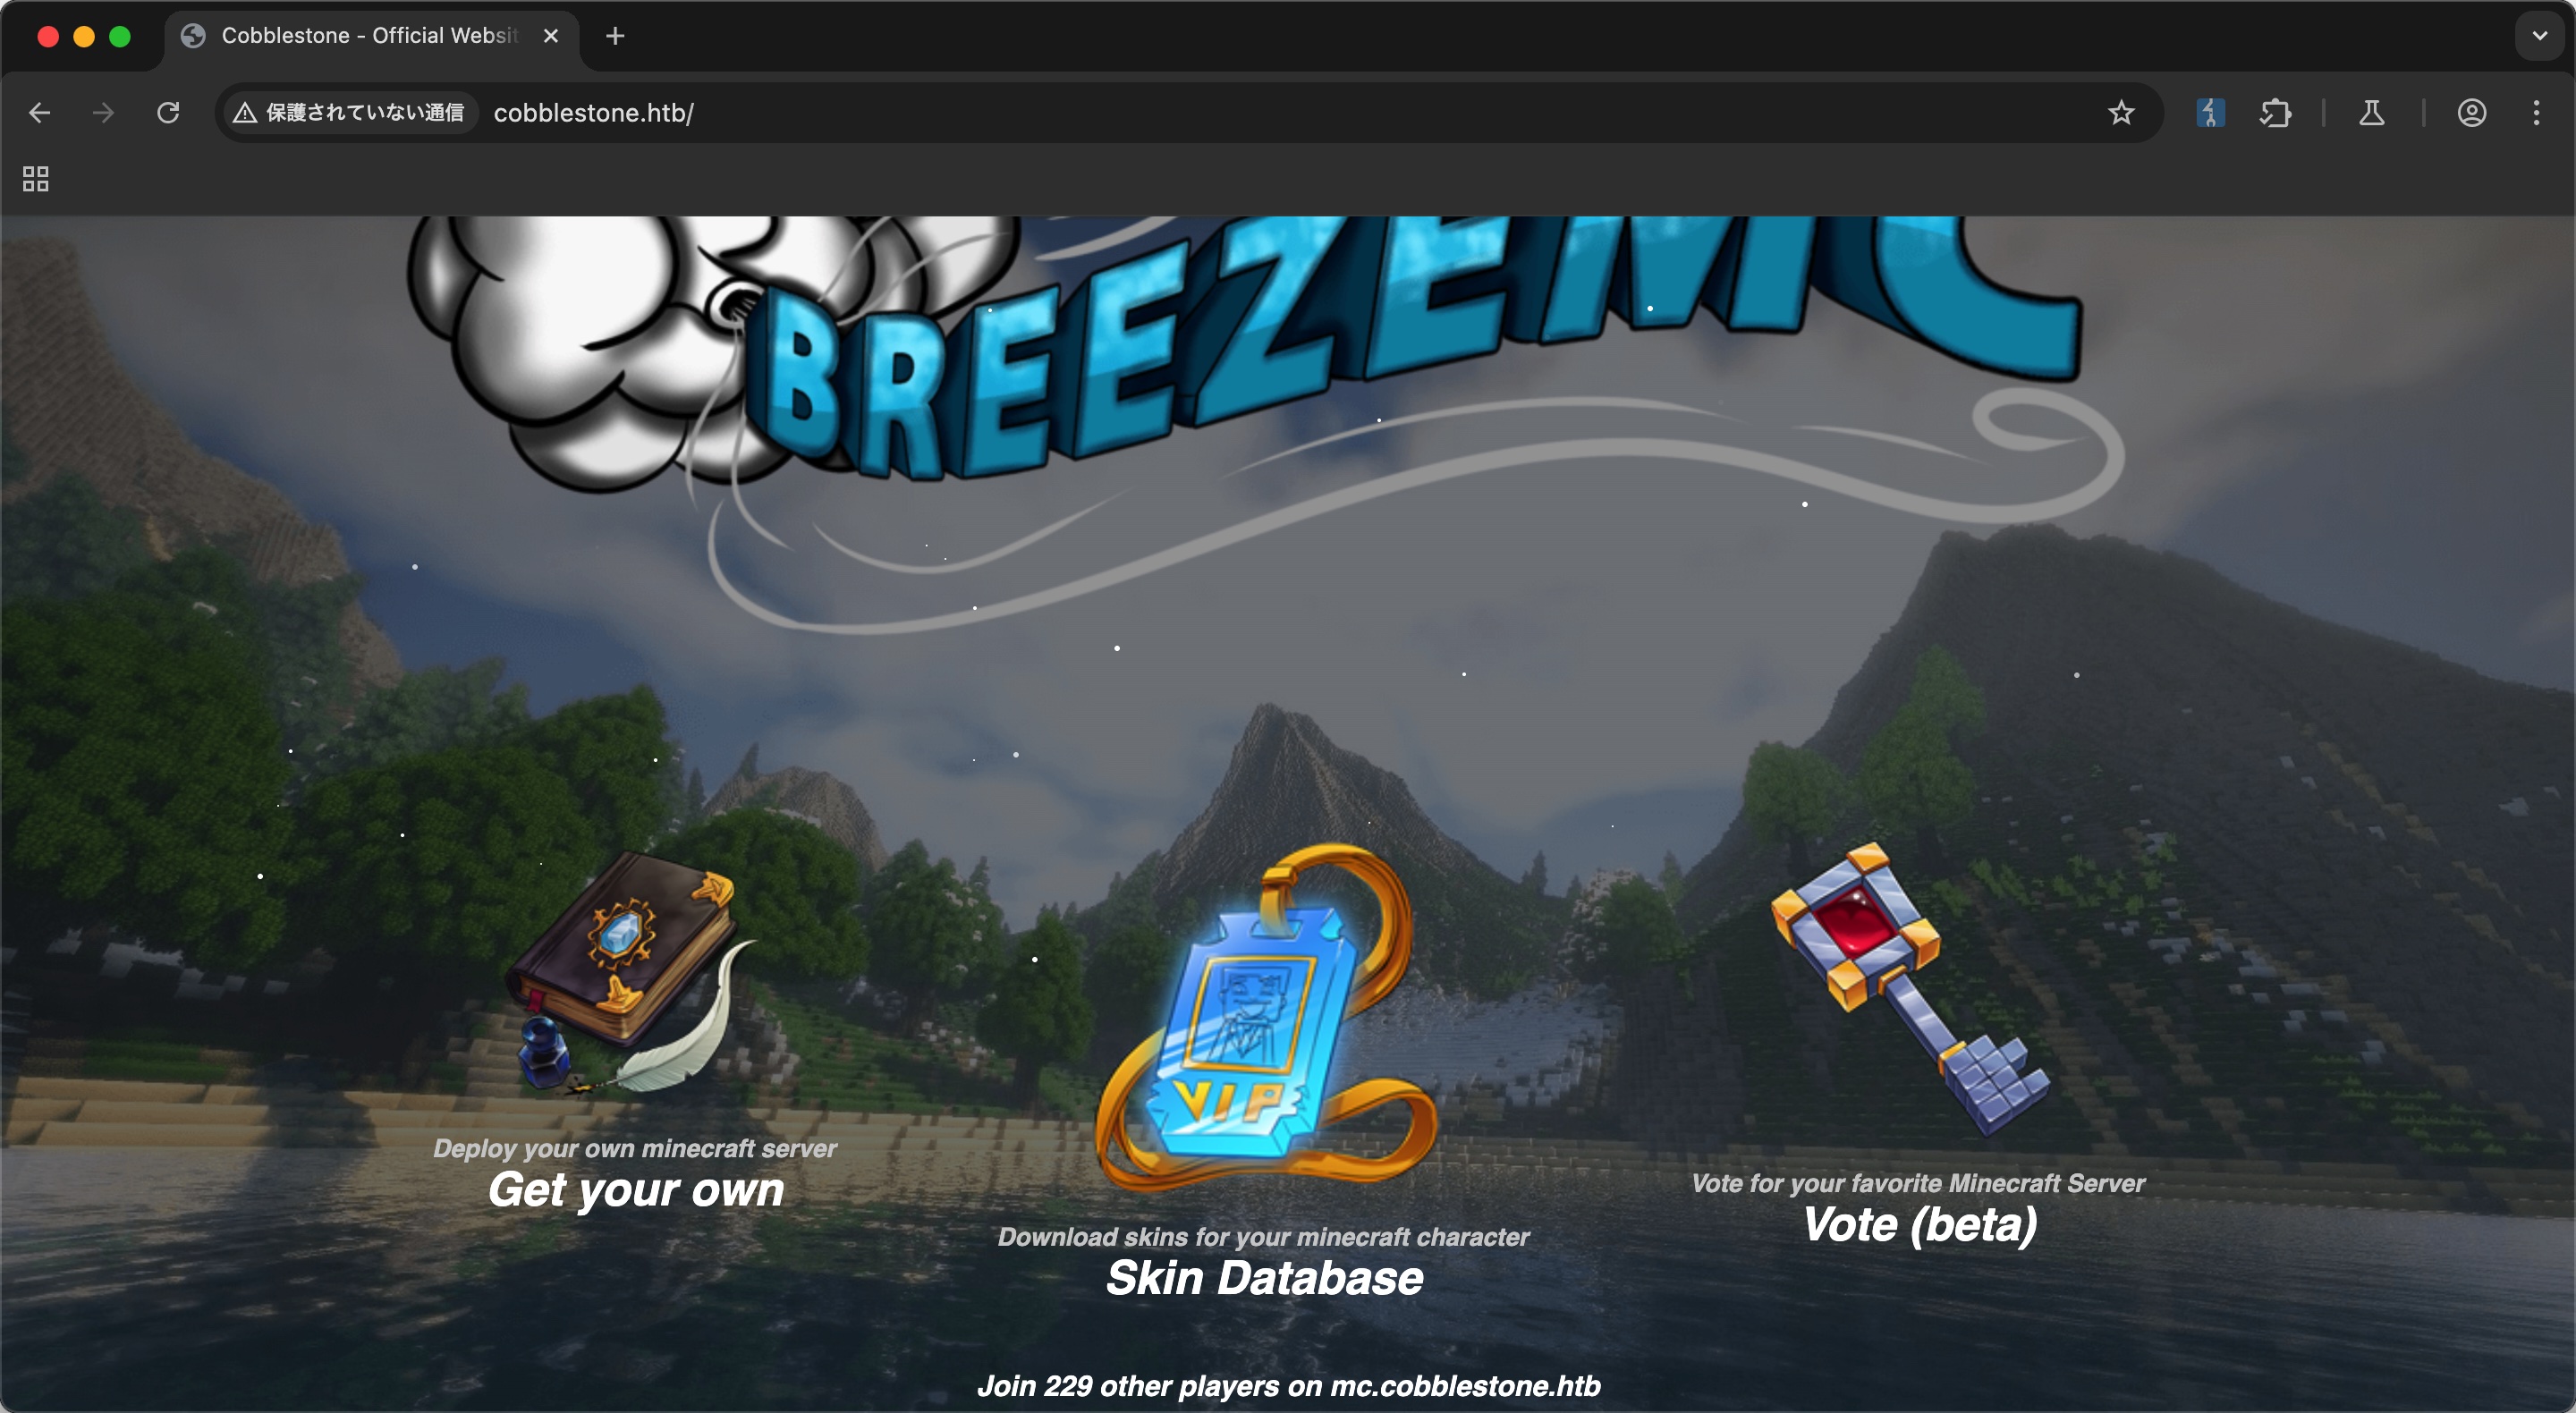 Cobblestone - Official Websit
保護されていない通信 cobblestone.htb/
BREEZEMC
VIP
Deploy your own minecraft server
Get your own
Download skins for your minecraft character
Skin Database
Vote for your favorite Minecraft Server
Vote (beta)
Join 229 other players on mc.cobblestone.htb